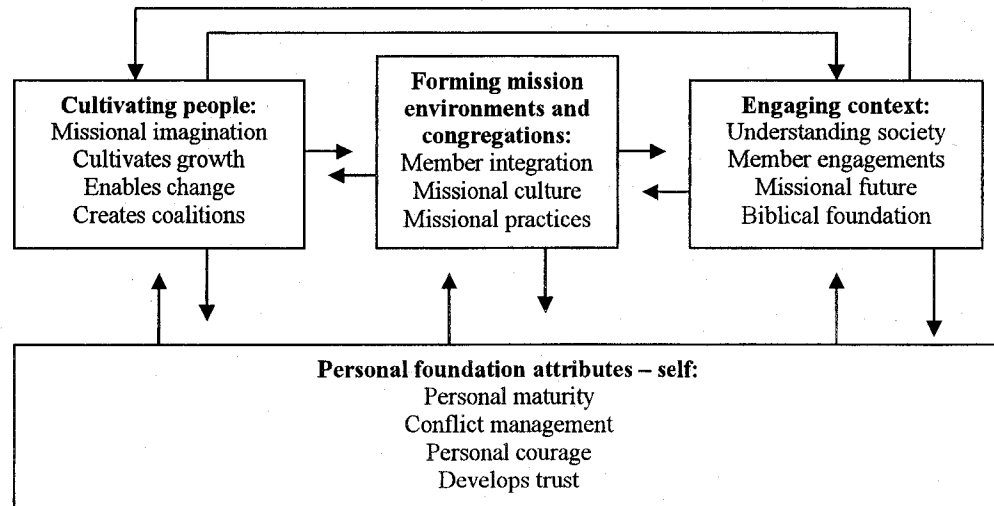 Cultivating people:
Missional imagination
Cultivates growth
Enables change
Creates coalitions
Forming mission
environments and
congregations:
Member integration
Missional culture
Missional practices
Engaging context:
Understanding society
Member engagements
Missional future
Biblical foundation
Personal foundation attributes – self:
Personal maturity
Conflict management
Personal courage
Develops trust